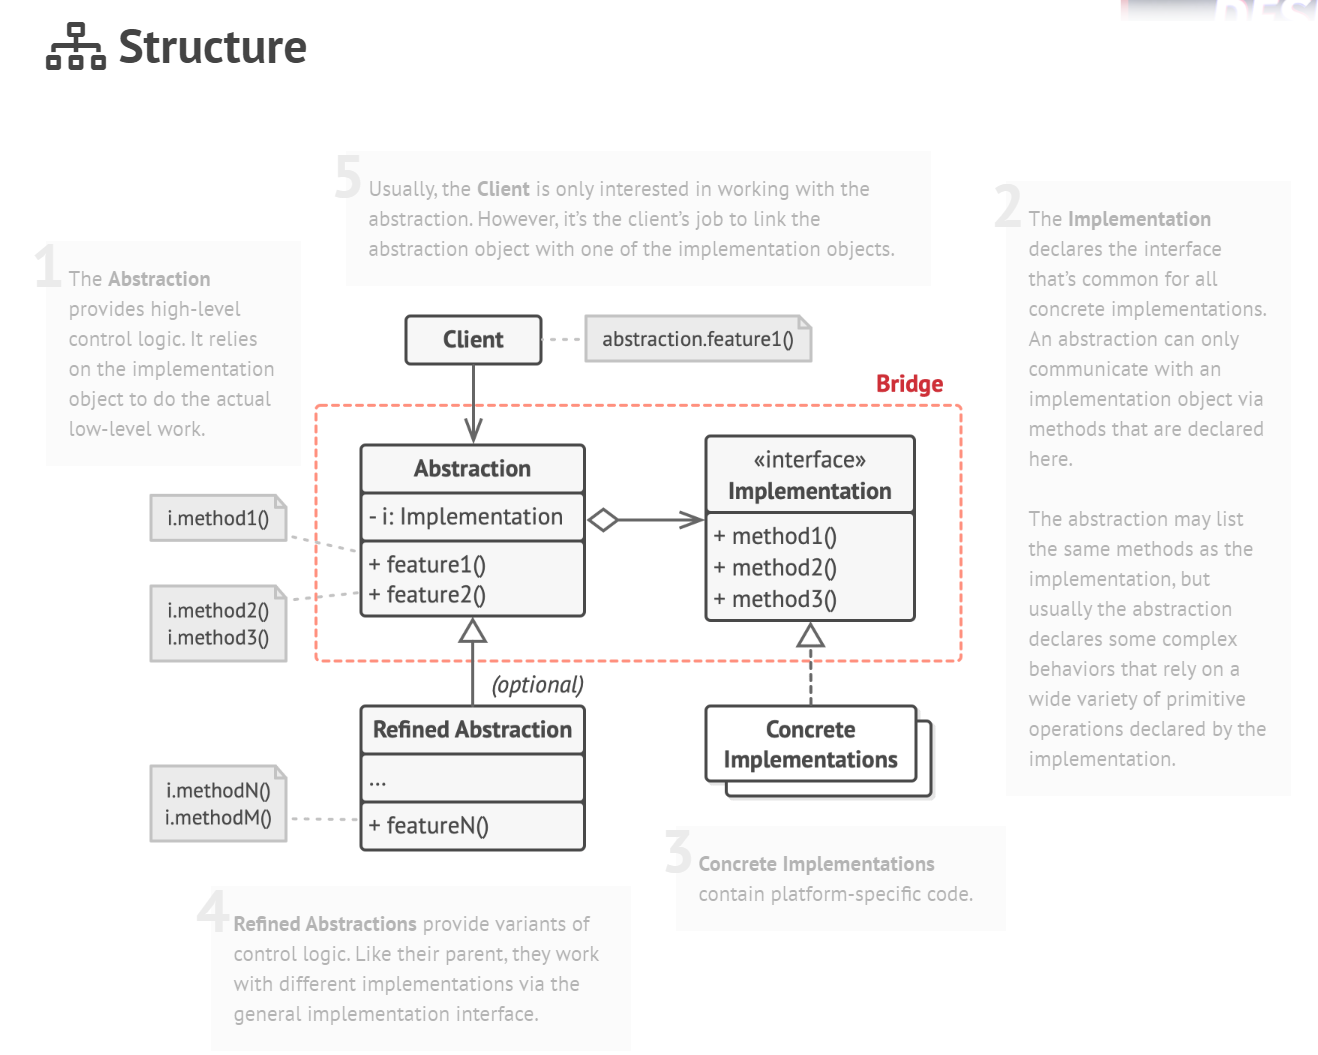 Structure
5
Usually, the Client is only interested in working with the
abstraction. However, it's the client's job to link the
abstraction object with one of the implementation objects.
2
The Implementation
declares the interface
that's common for all
concrete implementations.
An abstraction can only
communicate with an
implementation object via
methods that are declared
here.
The abstraction may list
the same methods as the
implementation, but
usually the abstraction
declares some complex
behaviors that rely on a
wide variety of primitive
operations declared by the
implementation.
1
The Abstraction
provides high-level
control logic. It relies
on the implementation
object to do the actual
low-level work.
Client
abstraction.feature1()
Bridge
Abstraction
- i: Implementation
+ feature1()
+ feature2()
«interface»
Implementation
+ method1()
+ method2()
+ method3()
i.method1()
i.method2()
i.method3()
(optional)
Refined Abstraction
...
+ featureN()
Concrete
Implementations
i.methodN()
i.methodM()
3
Concrete Implementations
contain platform-specific code.
4
Refined Abstractions provide variants of
control logic. Like their parent, they work
with different implementations via the
general implementation interface.